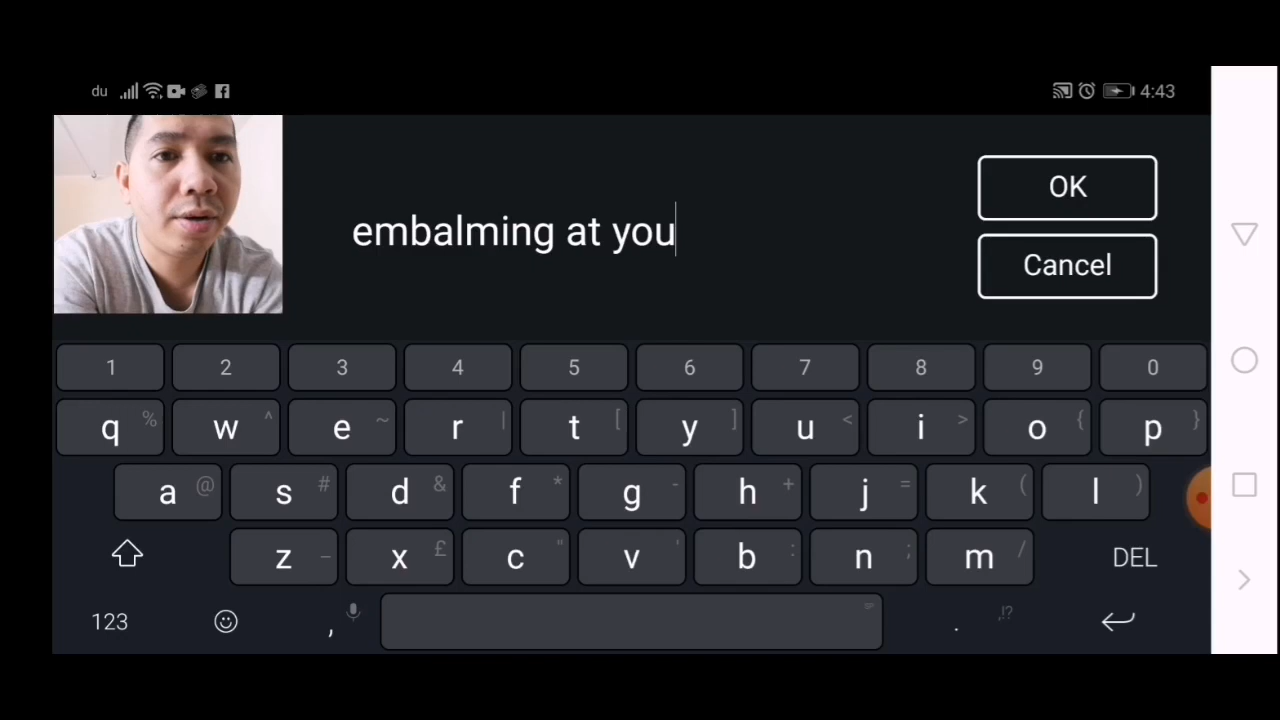 du 4:43
embalming at you
OK
Cancel
1 2 3 4 5 6 7 8 9 0
q % w ^ e ~ r | t [ y ] u < i > o { p }
a @ s # d & f * g - h + j = k ( l )
z _ x £ c " v ' b : n ; m / DEL
123 , . ,!?